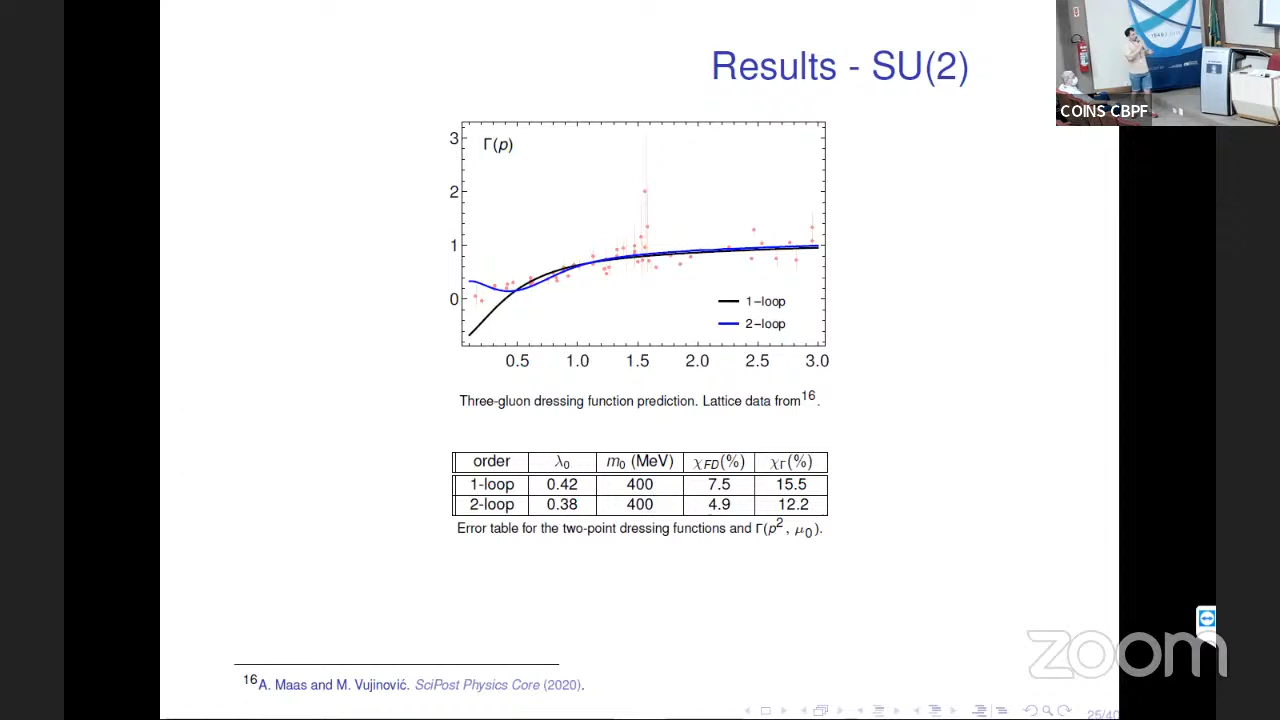 Results - SU(2)
COINS CBPF
Γ(p)
3
2
1
0
1-loop
2-loop
0.5 1.0 1.5 2.0 2.5 3.0
Three-gluon dressing function prediction. Lattice data from16.
order λ0 m0 (MeV) χFD(%) χΓ(%)
1-loop 0.42 400 7.5 15.5
2-loop 0.38 400 4.9 12.2
Error table for the two-point dressing functions and Γ(p2, μ0).
16A. Maas and M. Vujinović. SciPost Physics Core (2020).
zoom
25/40